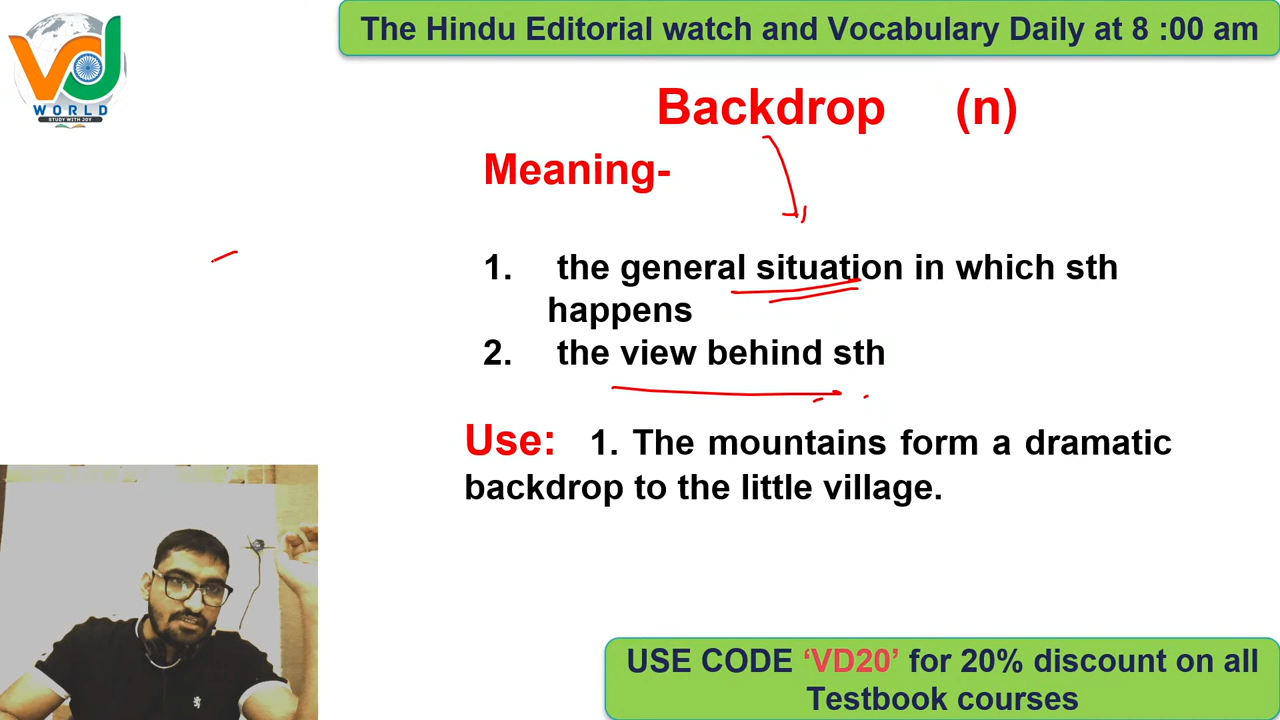 The Hindu Editorial watch and Vocabulary Daily at 8 :00 am
VD
WORLD
STUDY WITH JOY
Backdrop (n)
Meaning-
1. the general situation in which sth
happens
2. the view behind sth
Use: 1. The mountains form a dramatic
backdrop to the little village.
USE CODE ‘VD20’ for 20% discount on all
Testbook courses